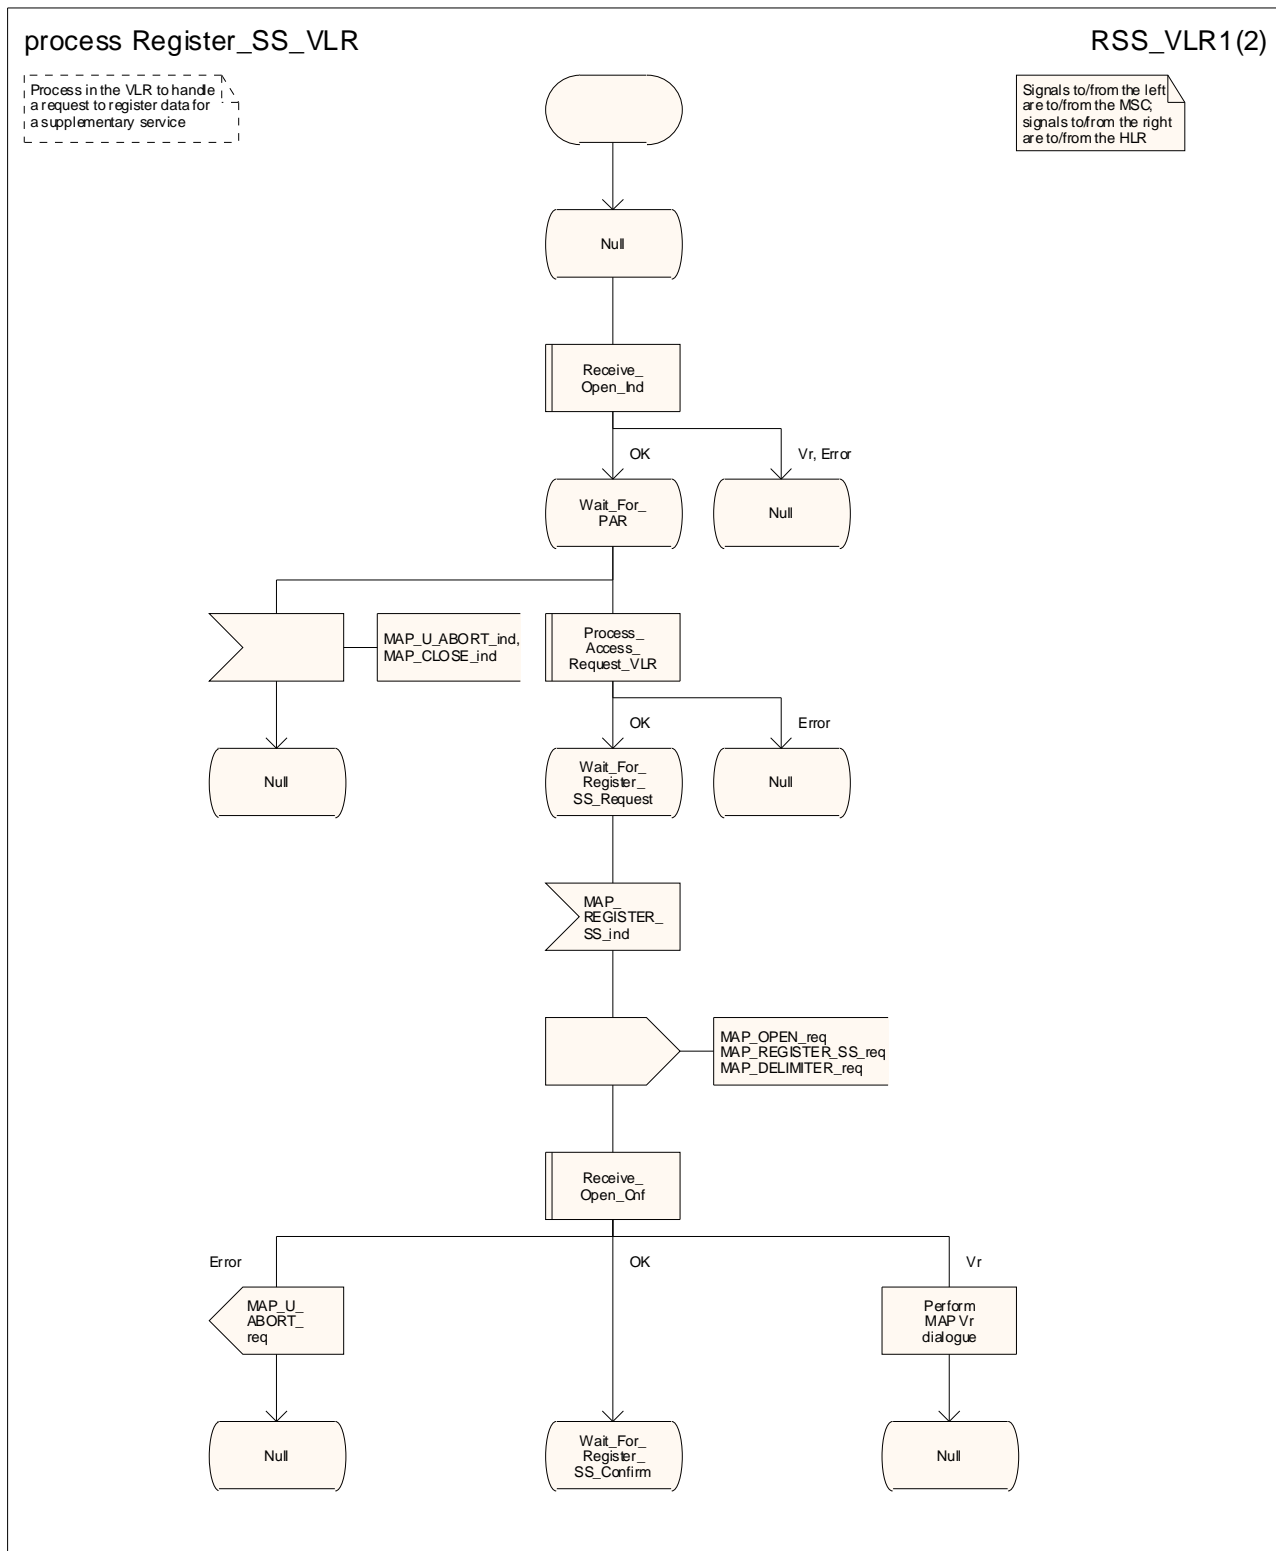 process Register_SS_VLR
RSS_VLR1(2)
Process in the VLR to handle
a request to register data for
a supplementary service
Signals to/from the left
are to/from the MSC;
signals to/from the right
are to/from the HLR
Null
Receive_
Open_Ind
OK
Vr, Error
Wait_For_
PAR
Null
MAP_U_ABORT_ind,
MAP_CLOSE_ind
Process_
Access_
Request_VLR
OK
Error
Null
Wait_For_
Register_
SS_Request
Null
MAP_
REGISTER_
SS_ind
MAP_OPEN_req
MAP_REGISTER_SS_req
MAP_DELIMITER_req
Receive_
Open_Cnf
Error
OK
Vr
MAP_U_
ABORT_
req
Perform
MAP Vr
dialogue
Null
Wait_For_
Register_
SS_Confirm
Null